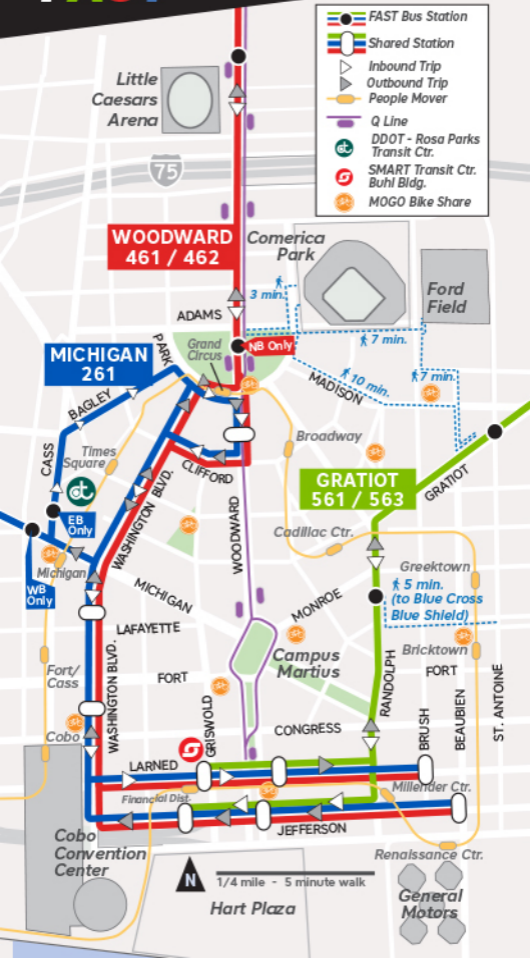 FAST Bus Station
Shared Station
Inbound Trip
Outbound Trip
People Mover
Q Line
DDOT - Rosa Parks
Transit Ctr.
SMART Transit Ctr.
Buhl Bldg.
MOGO Bike Share
Little
Caesars
Arena
75
WOODWARD
461 / 462
Comerica
Park
Ford
Field
3 min.
ADAMS
7 min.
NB Only
Grand
Circus
PARK
MICHIGAN
261
10 min.
7 min.
MADISON
BAGLEY
Broadway
CASS
Times
Square
CLIFFORD
dt
GRATIOT
561 / 563
GRATIOT
EB
Only
WASHINGTON BLVD.
WOODWARD
Cadillac Ctr.
Michigan
WB
Only
Greektown
5 min.
(to Blue Cross
Blue Shield)
MICHIGAN
MONROE
LAFAYETTE
Campus
Martius
Bricktown
Fort/
Cass
FORT
FORT
RANDOLPH
WASHINGTON BLVD.
GRISWOLD
BRUSH
BEAUBIEN
ST. ANTOINE
Cobo
CONGRESS
S
LARNED
Financial Dist.
Millender Ctr.
JEFFERSON
Cobo
Convention
Center
Renaissance Ctr.
N
1/4 mile - 5 minute walk
Hart Plaza
General
Motors